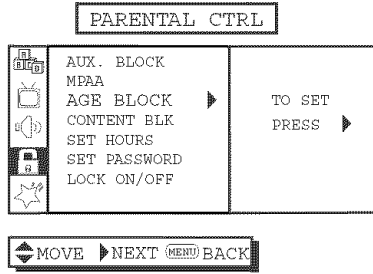 PARENTAL CTRL
AUX. BLOCK
MPAA
AGE BLOCK
CONTENT BLK
SET HOURS
SET PASSWORD
LOCK ON/OFF
TO SET
PRESS
MOVE NEXT MENU BACK